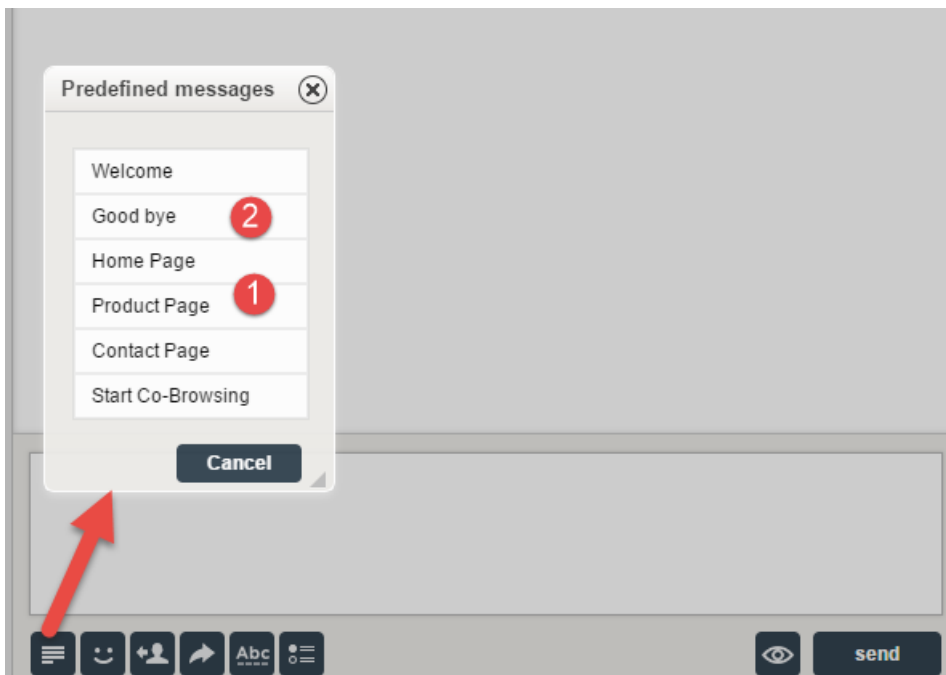 Predefined messages
Welcome
Good bye
2
Home Page
1
Product Page
Contact Page
Start Co-Browsing
Cancel
Abc
send